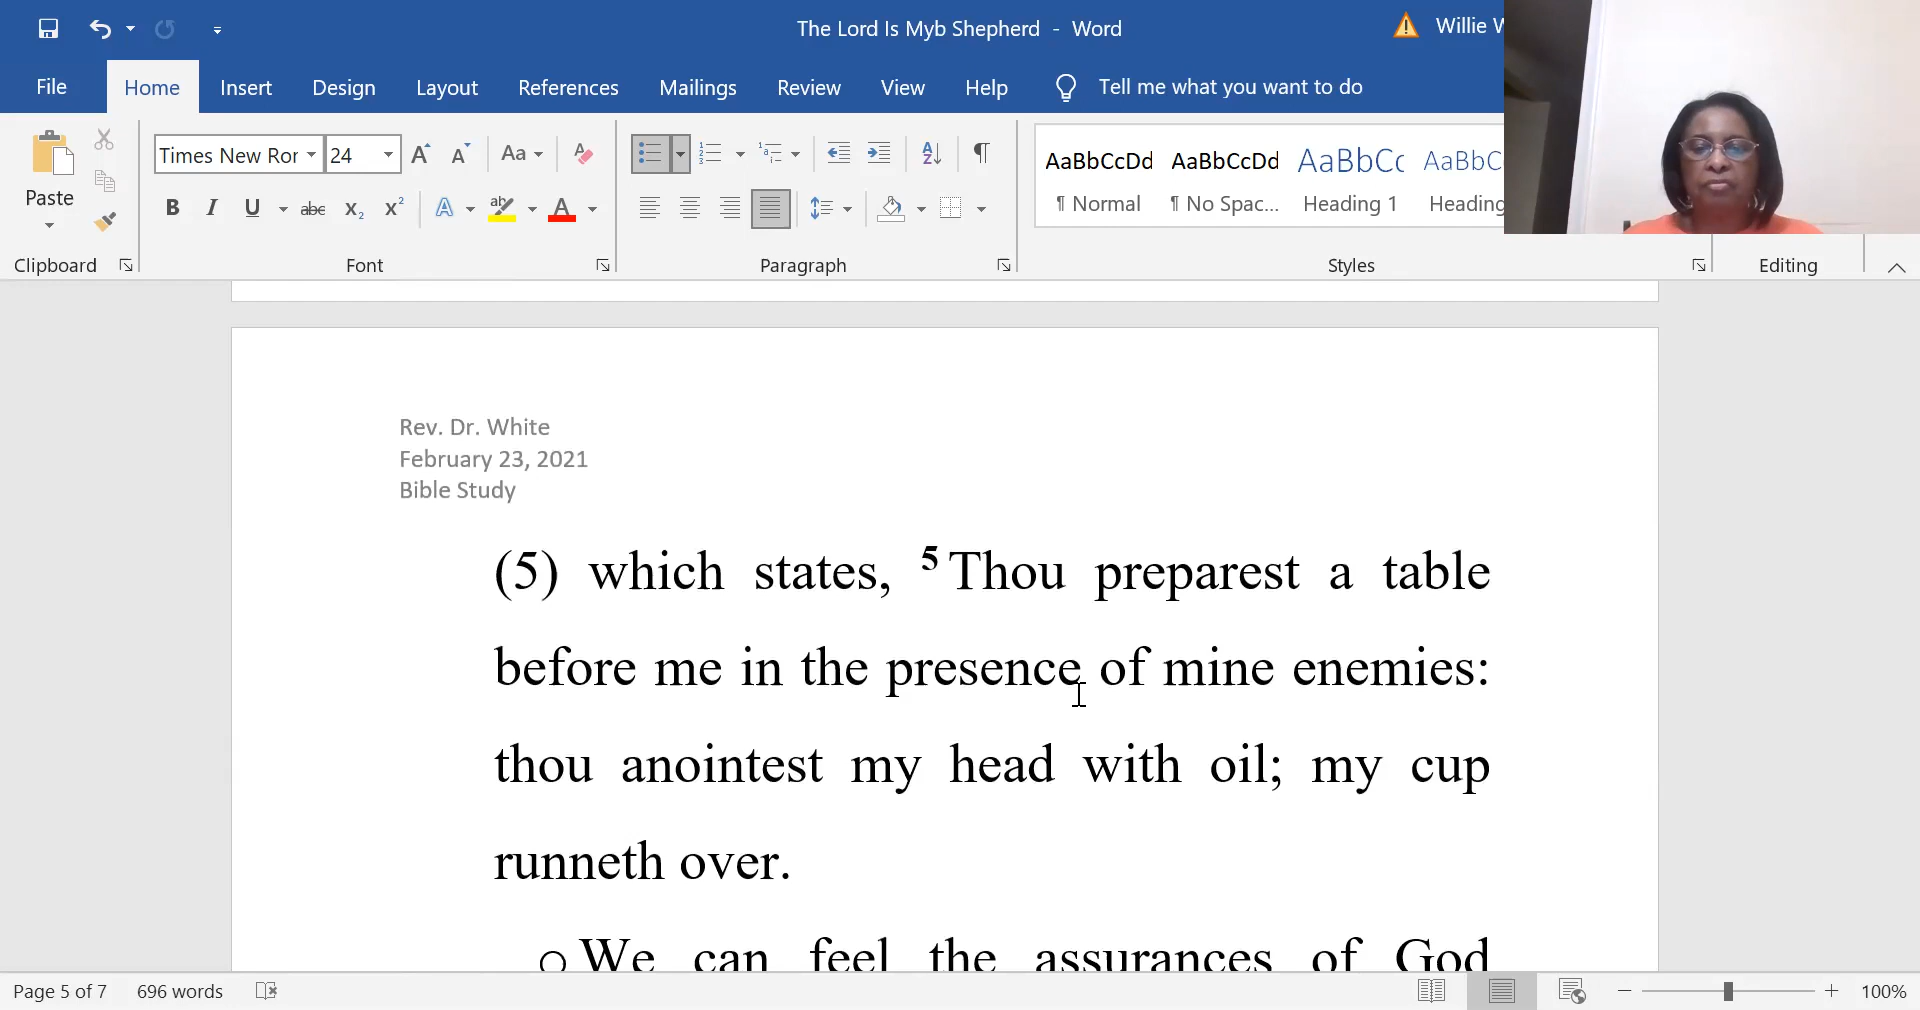 The Lord Is Myb Shepherd - Word
Willie W
File Home Insert Design Layout References Mailings Review View Help Tell me what you want to do
Paste
Times New Ror 24
Aa
B I U abc X2 X2 A ab A
AaBbCcDd AaBbCcDd AaBbCc AaBbC
¶ Normal ¶ No Spac... Heading 1 Heading
Clipboard Font Paragraph Styles Editing
Rev. Dr. White
February 23, 2021
Bible Study
(5) which states, 5 Thou preparest a table
before me in the presence of mine enemies:
thou anointest my head with oil; my cup
runneth over.
o We can feel the assurances of God
Page 5 of 7 696 words 100%